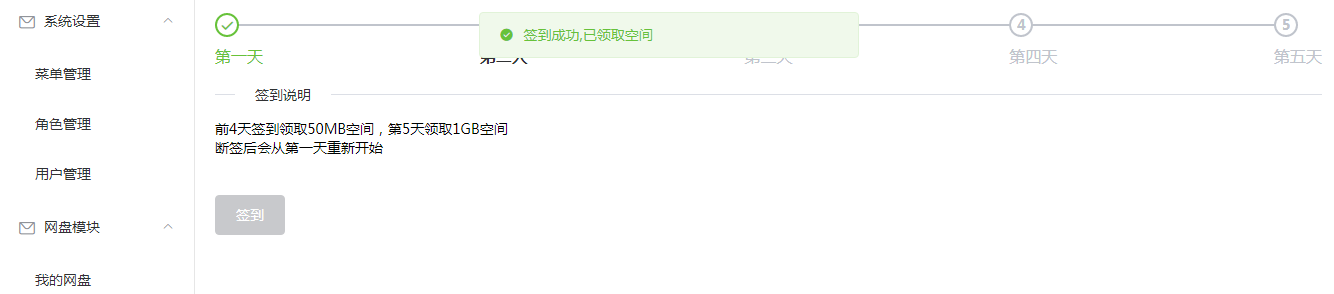 系统设置
菜单管理
角色管理
用户管理
网盘模块
我的网盘
签到成功,已领取空间
4
5
第一天
第四天
第五天
签到说明
前4天签到领取50MB空间，第5天领取1GB空间
断签后会从第一天重新开始
签到